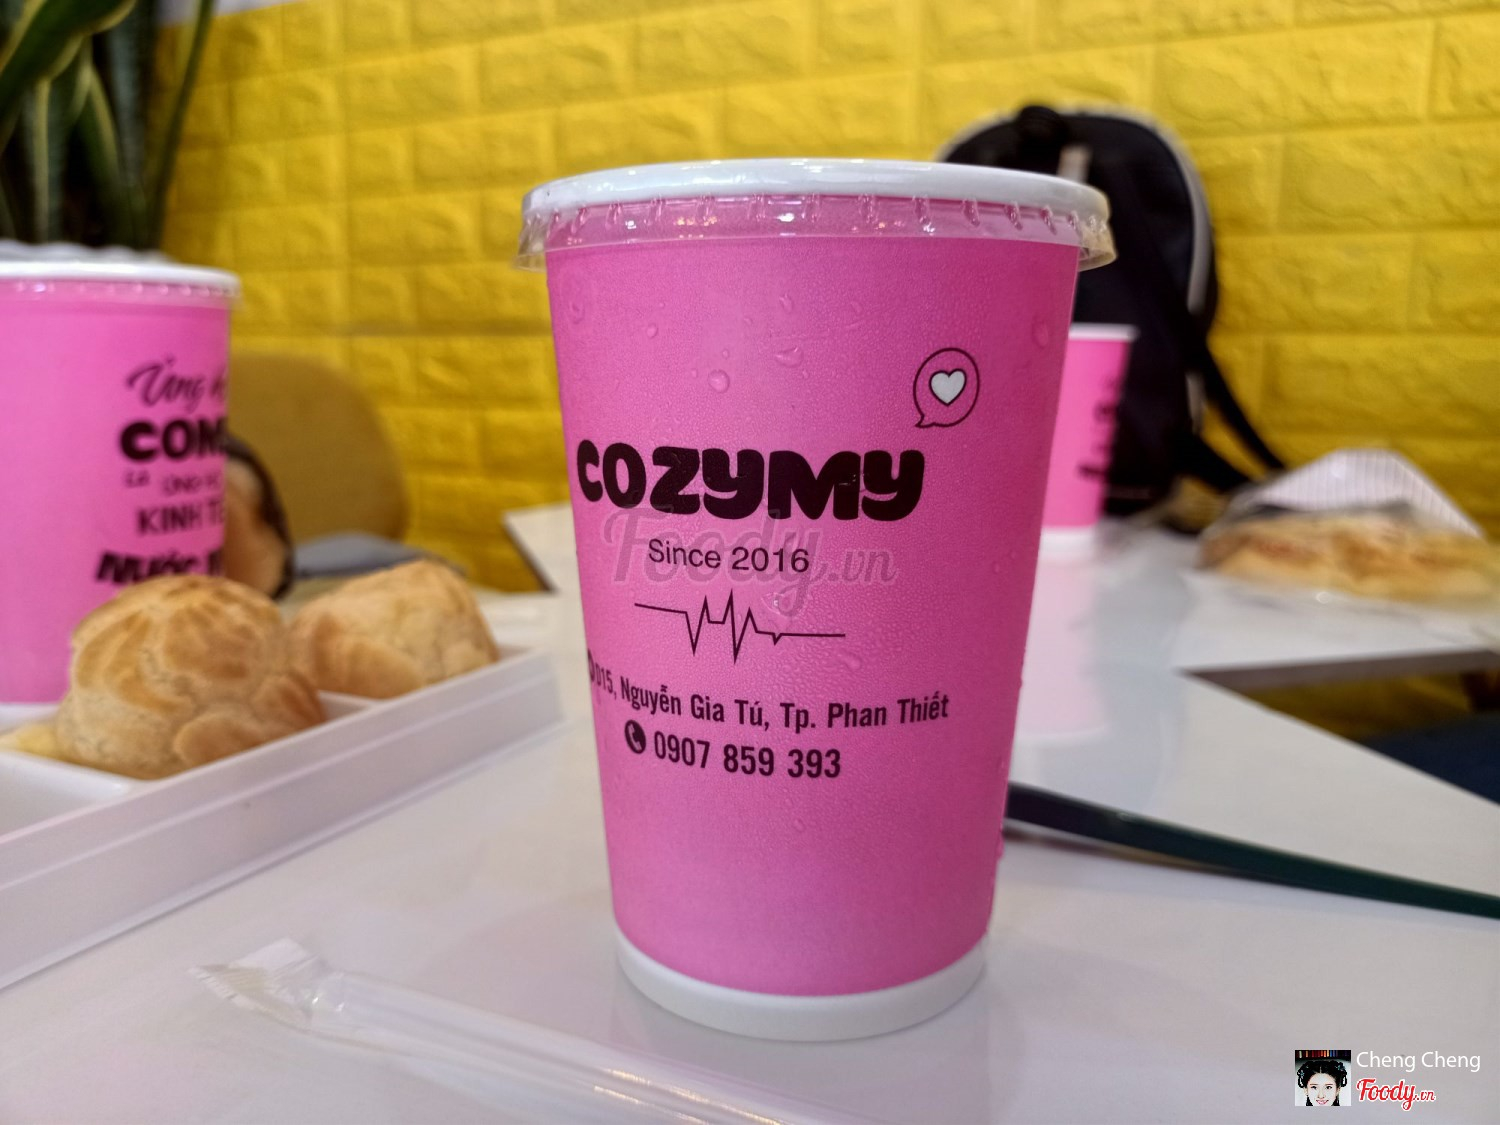 COZYMY
Since 2016
D15, Nguyễn Gia Tú, Tp. Phan Thiết
0907 859 393
KINH TẾ
Foody.vn
Cheng Cheng
Foody.vn